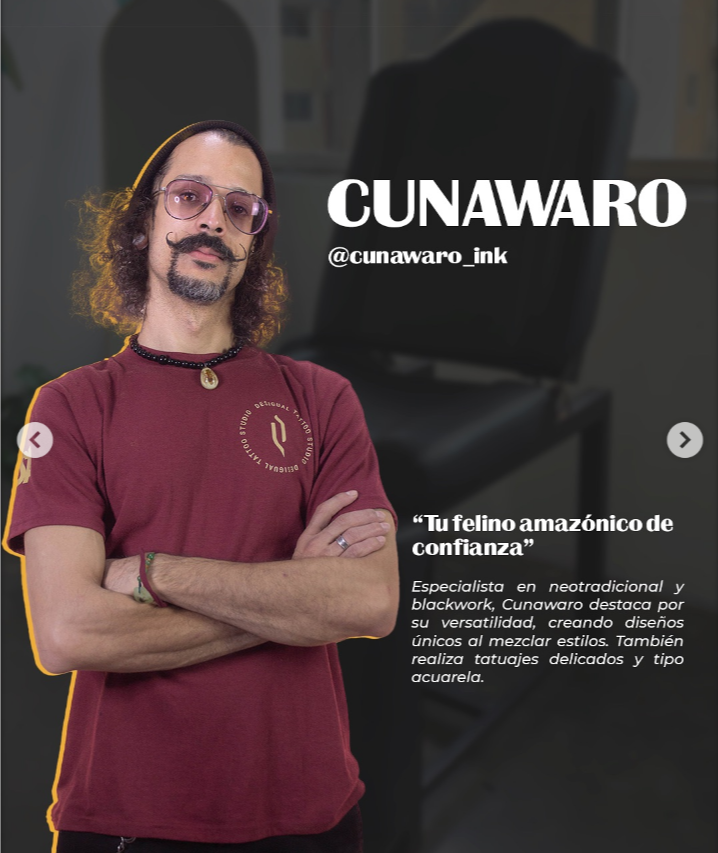 CUNAWARO
@cunawaro_ink
DESIGUAL TATTOO STUDIO DESIGUAL TATTOO STUDIO
“Tu felino amazónico de
confianza”
Especialista en neotradicional y
blackwork, Cunawaro destaca por
su versatilidad, creando diseños
únicos al mezclar estilos. También
realiza tatuajes delicados y tipo
acuarela.